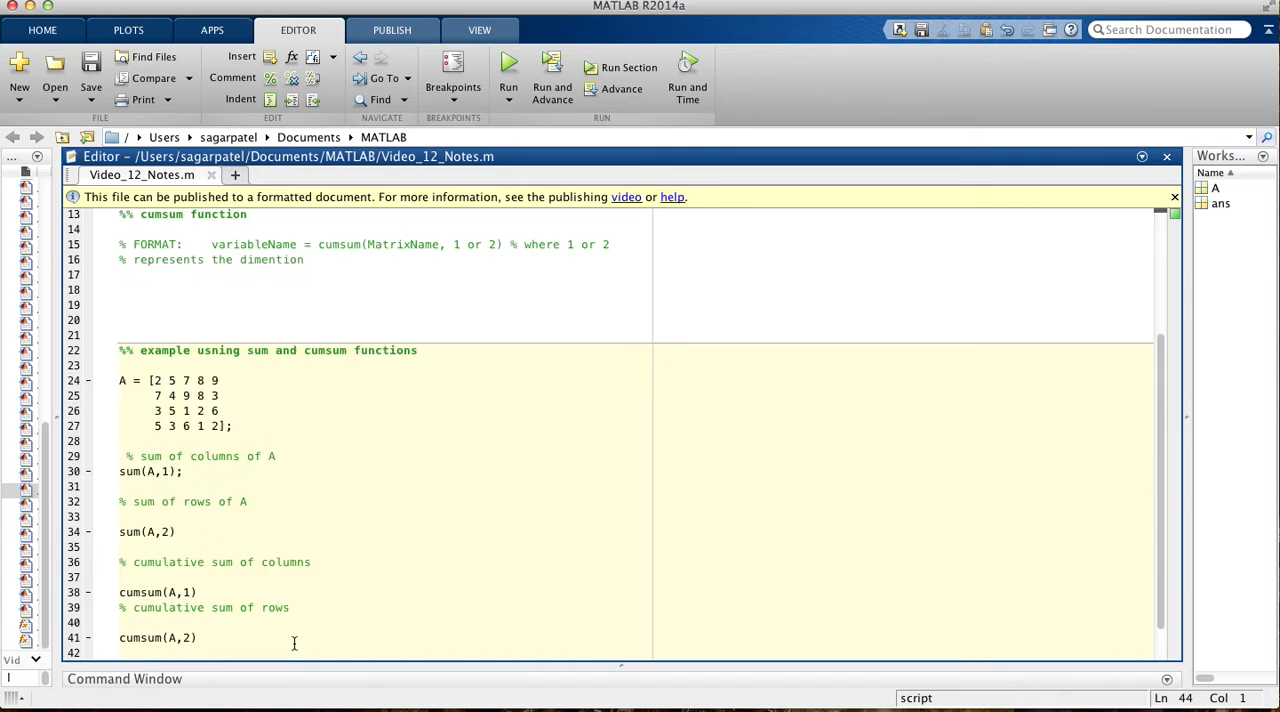 MATLAB R2014a
HOME PLOTS APPS EDITOR PUBLISH VIEW Search Documentation
New Open Save Find Files Compare Print Insert Comment Indent fx Go To Find Breakpoints Run Run and Advance Run Section Advance Run and Time
FILE EDIT NAVIGATE BREAKPOINTS RUN
/ Users sagarpatel Documents MATLAB
... Editor - /Users/sagarpatel/Documents/MATLAB/Video_12_Notes.m Works...
Video_12_Notes.m + Name
This file can be published to a formatted document. For more information, see the publishing video or help. A
ans
13 %% cumsum function
14
15 % FORMAT: variableName = cumsum(MatrixName, 1 or 2) % where 1 or 2
16 % represents the dimention
17
18
19
20
21
22 %% example usning sum and cumsum functions
23
24 - A = [2 5 7 8 9
25 7 4 9 8 3
26 3 5 1 2 6
27 5 3 6 1 2];
28
29 % sum of columns of A
30 - sum(A,1);
31
32 % sum of rows of A
33
34 - sum(A,2)
35
36 % cumulative sum of columns
37
38 - cumsum(A,1)
39 % cumulative sum of rows
40
41 - cumsum(A,2)
42
Vid
Command Window
script Ln 44 Col 1